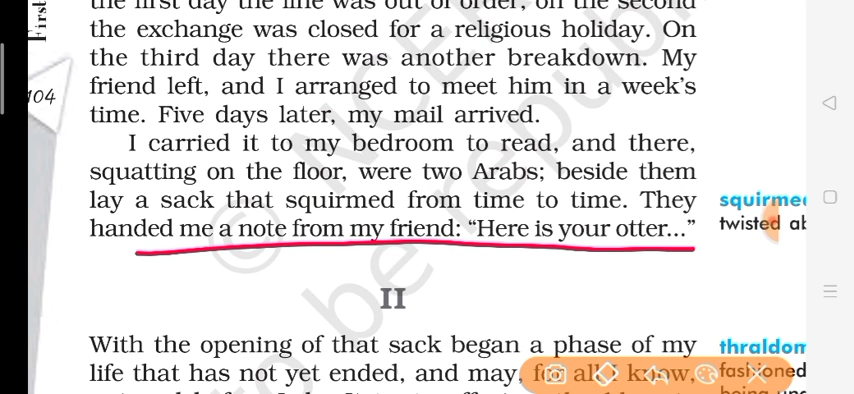 the first day the line was out of order; on the second
First
the exchange was closed for a religious holiday. On
the third day there was another breakdown. My
friend left, and I arranged to meet him in a week's
104
time. Five days later, my mail arrived.
I carried it to my bedroom to read, and there,
squatting on the floor, were two Arabs; beside them
lay a sack that squirmed from time to time. They
squirmed
handed me a note from my friend: “Here is your otter...”
twisted
© NCERT
be republ
II
With the opening of that sack began a phase of my
thraldom
life that has not yet ended, and may, for all I know,
fashioned